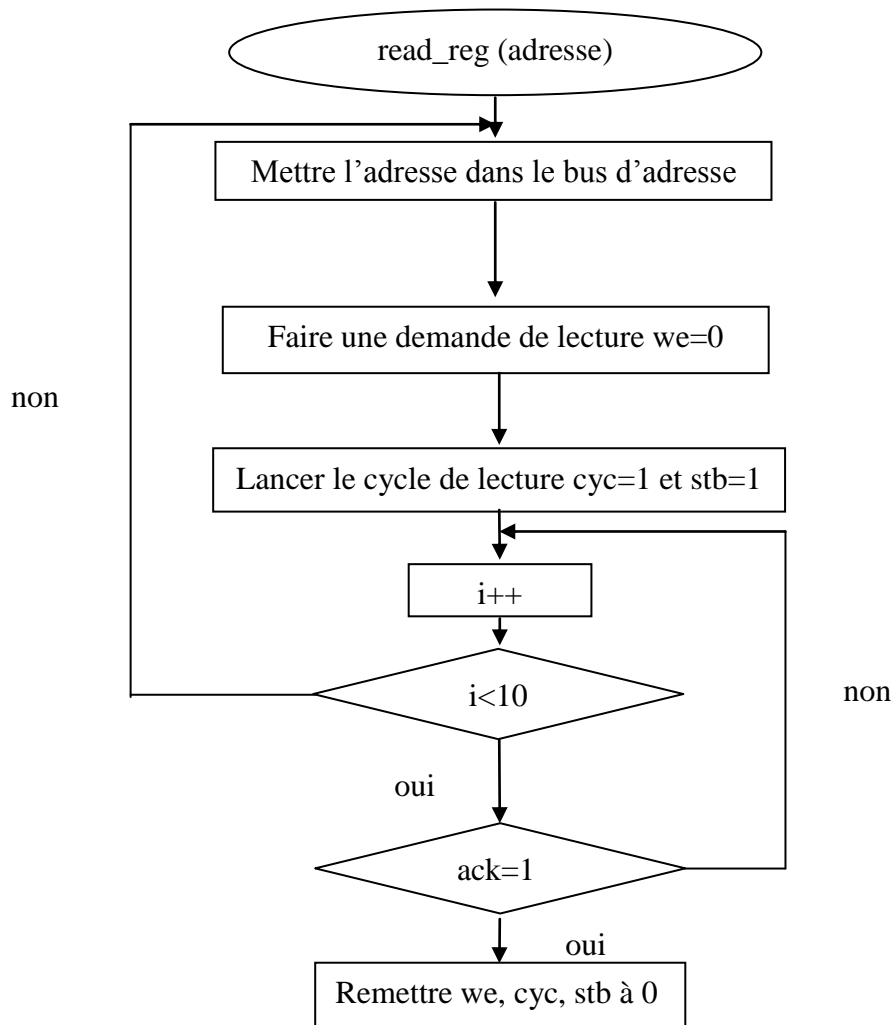 read_reg (adresse)
Mettre l’adresse dans le bus d’adresse
Faire une demande de lecture we=0
non
Lancer le cycle de lecture cyc=1 et stb=1
i++
i<10
non
oui
ack=1
oui
Remettre we, cyc, stb à 0